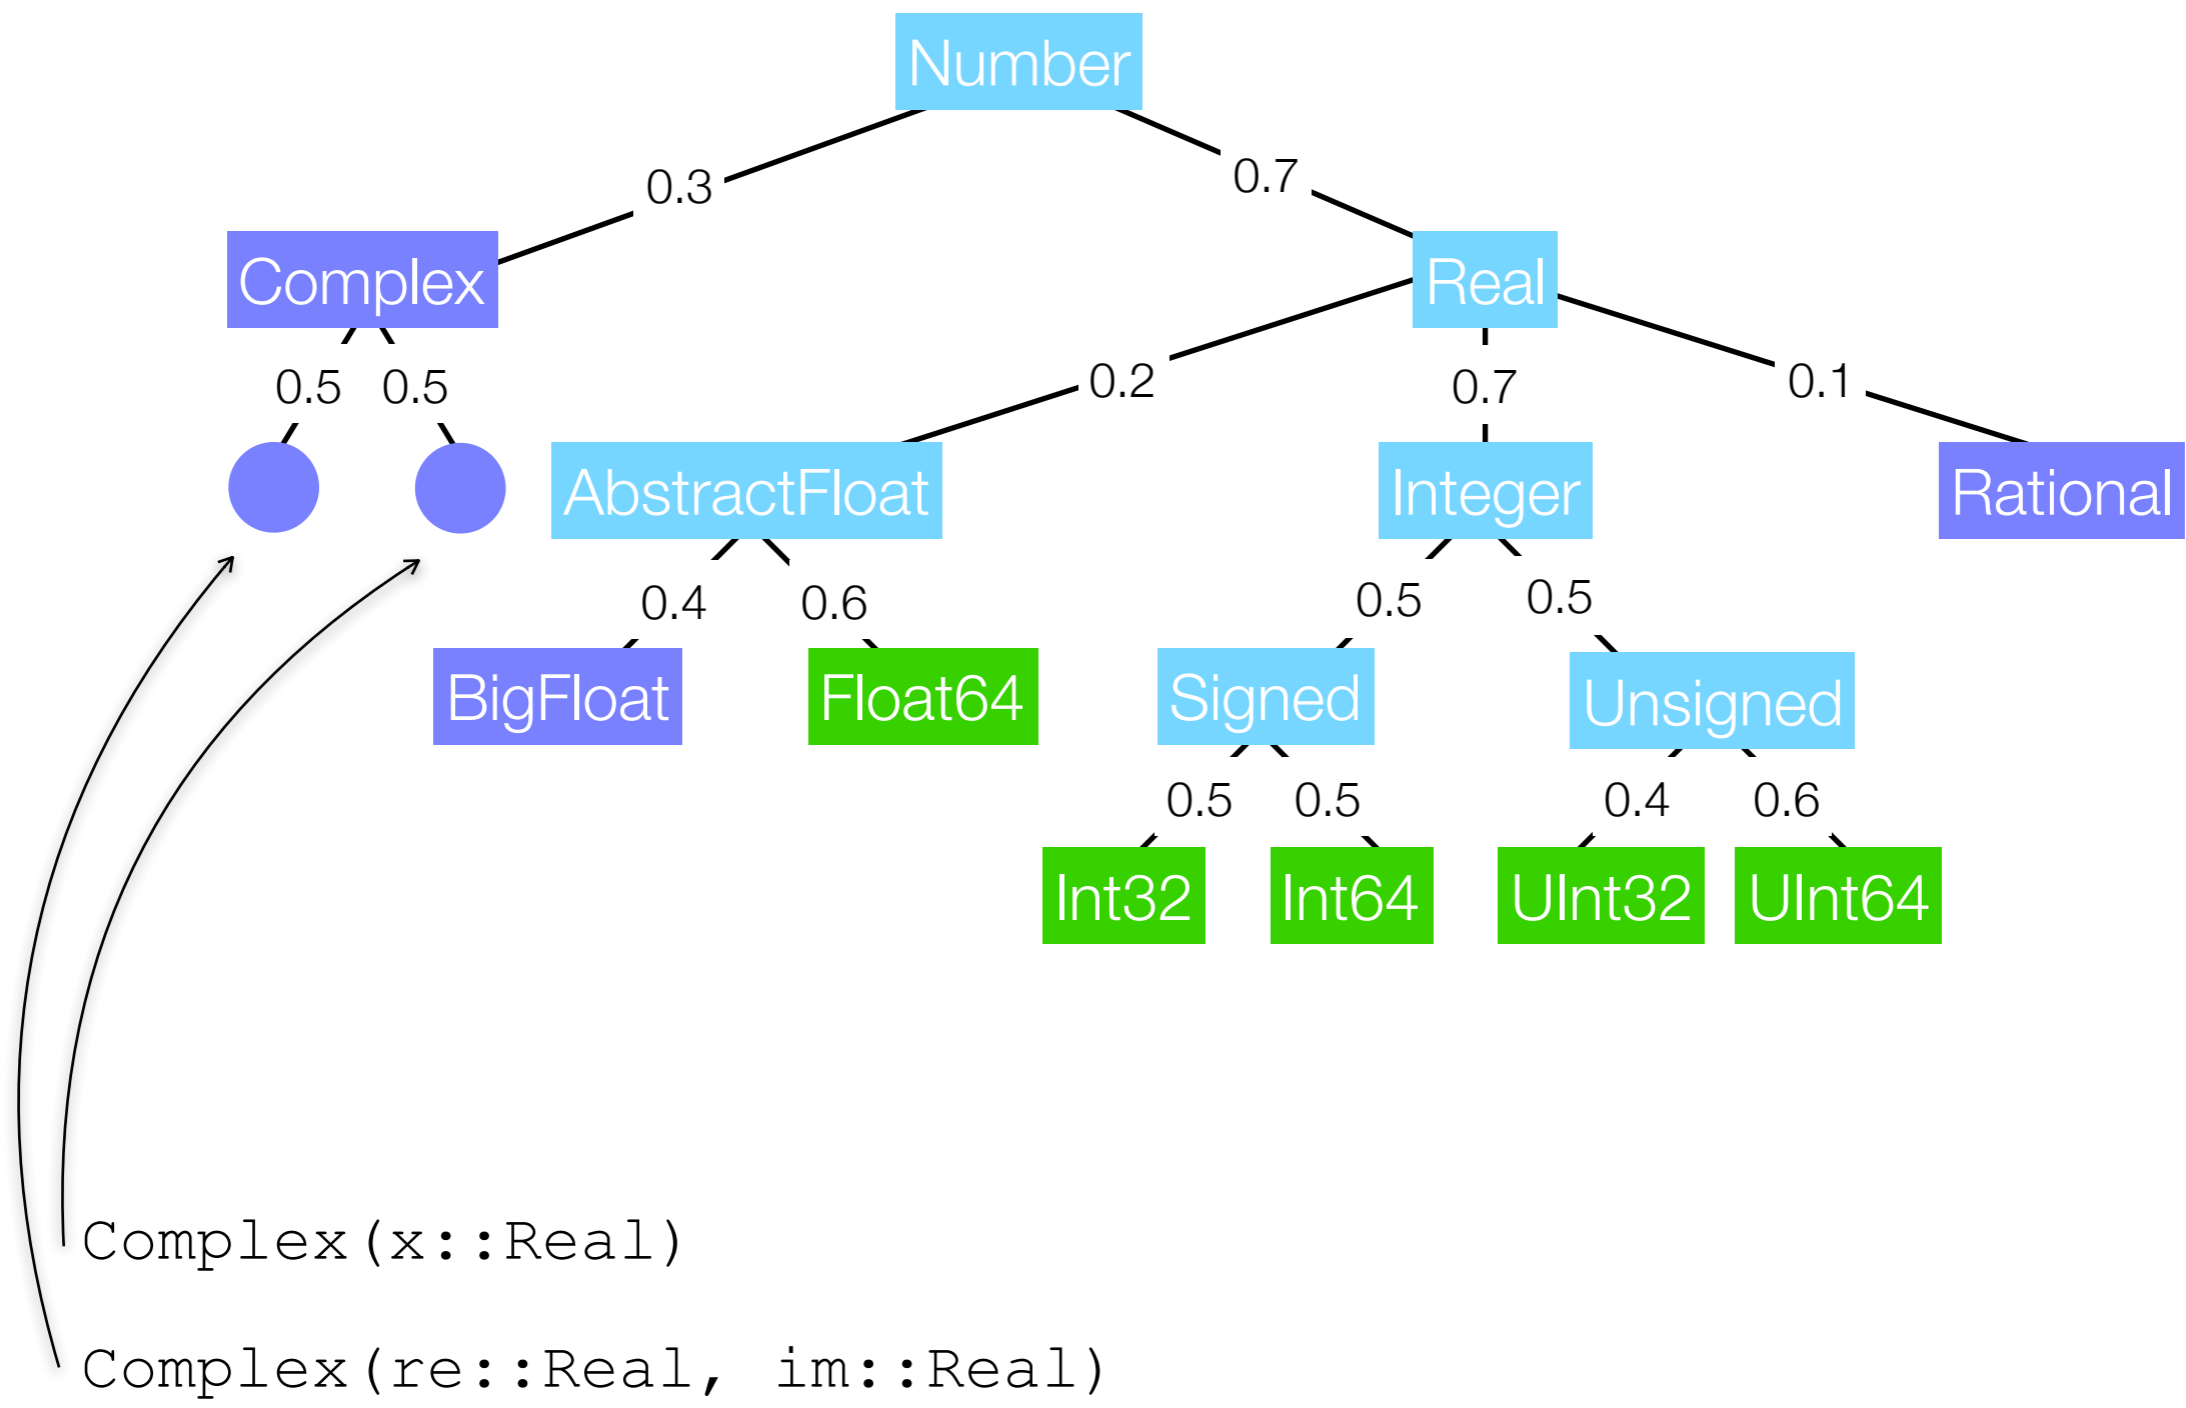 Number
0.3
0.7
Complex
Real
0.5 0.5
0.2
0.7
0.1
AbstractFloat
Integer
Rational
0.4
0.6
0.5
0.5
BigFloat
Float64
Signed
Unsigned
0.5
0.5
0.4
0.6
Int32
Int64
UInt32
UInt64
Complex(x::Real)
Complex(re::Real, im::Real)